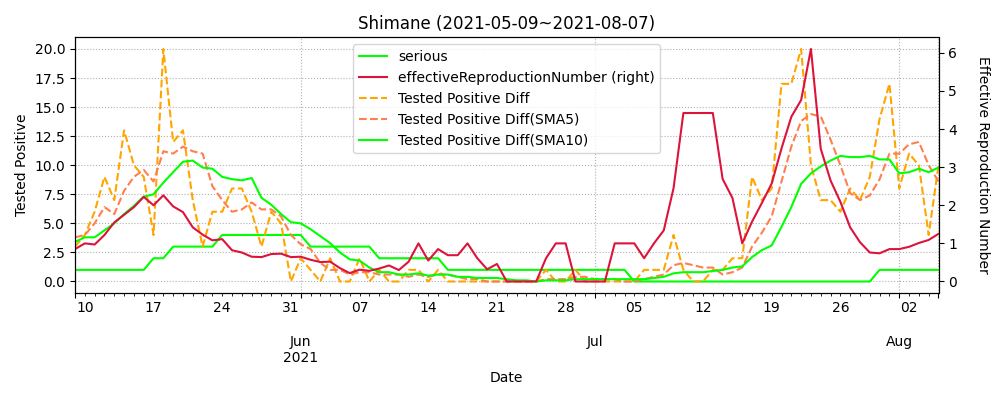 Shimane (2021-05-09~2021-08-07)
serious
effectiveReproductionNumber (right)
Tested Positive Diff
Tested Positive Diff(SMA5)
Tested Positive Diff(SMA10)
Tested Positive
20.0
17.5
15.0
12.5
10.0
7.5
5.0
2.5
0.0
Effective Reproduction Number
6
5
4
3
2
1
0
10 17 24 31 07 14 21 28 05 12 19 26 02
Jun Jul Aug
2021
Date